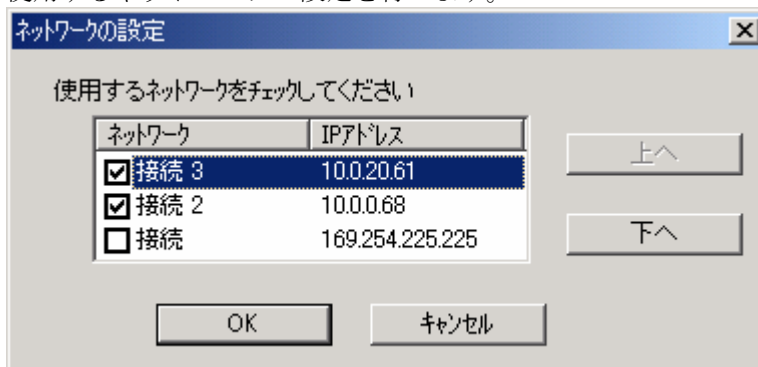 使用するネットワークの設定を行います。
ネットワークの設定
使用するネットワークをチェックしてください
ネットワーク IPアドレス
接続 3 10.0.20.61
接続 2 10.0.0.68
接続 169.254.225.225
上へ
下へ
OK キャンセル